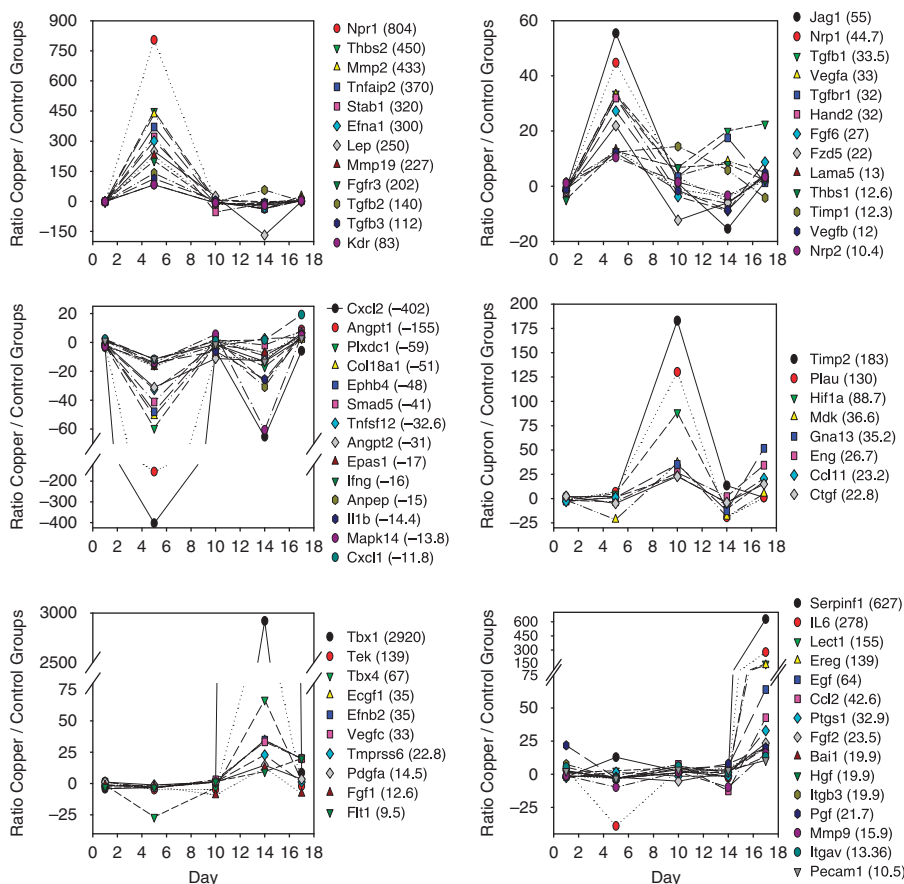 Ratio Copper / Control Groups
900
750
600
450
300
150
0
−150
0 2 4 6 8 10 12 14 16 18
Npr1 (804)
Thbs2 (450)
Mmp2 (433)
Tnfaip2 (370)
Stab1 (320)
Efna1 (300)
Lep (250)
Mmp19 (227)
Fgfr3 (202)
Tgfb2 (140)
Tgfb3 (112)
Kdr (83)
Ratio Copper / Control Groups
60
40
20
0
−20
0 2 4 6 8 10 12 14 16 18
Jag1 (55)
Nrp1 (44.7)
Tgfb1 (33.5)
Vegfa (33)
Tgfbr1 (32)
Hand2 (32)
Fgf6 (27)
Fzd5 (22)
Lama5 (13)
Thbs1 (12.6)
Timp1 (12.3)
Vegfb (12)
Nrp2 (10.4)
Ratio Copper / Control Groups
20
0
−20
−40
−60
−200
−300
−400
0 2 4 6 8 10 12 14 16 18
Cxcl2 (−402)
Angpt1 (−155)
Plxdc1 (−59)
Col18a1 (−51)
Ephb4 (−48)
Smad5 (−41)
Tnfsf12 (−32.6)
Angpt2 (−31)
Epas1 (−17)
Ifng (−16)
Anpep (−15)
Il1b (−14.4)
Mapk14 (−13.8)
Cxcl1 (−11.8)
Ratio Cupron / Control Groups
200
175
150
125
100
75
50
25
0
−25
0 2 4 6 8 10 12 14 16 18
Timp2 (183)
Plau (130)
Hif1a (88.7)
Mdk (36.6)
Gna13 (35.2)
Eng (26.7)
Ccl11 (23.2)
Ctgf (22.8)
Ratio Copper / Control Groups
3000
2500
75
50
25
0
−25
0 2 4 6 8 10 12 14 16 18
Day
Tbx1 (2920)
Tek (139)
Tbx4 (67)
Ecgf1 (35)
Efnb2 (35)
Vegfc (33)
Tmprss6 (22.8)
Pdgfa (14.5)
Fgf1 (12.6)
Flt1 (9.5)
Ratio Copper / Control Groups
600
450
300
150
75
50
25
0
−25
0 2 4 6 8 10 12 14 16 18
Day
Serpinf1 (627)
IL6 (278)
Lect1 (155)
Ereg (139)
Egf (64)
Ccl2 (42.6)
Ptgs1 (32.9)
Fgf2 (23.5)
Bai1 (19.9)
Hgf (19.9)
Itgb3 (19.9)
Pgf (21.7)
Mmp9 (15.9)
Itgav (13.36)
Pecam1 (10.5)